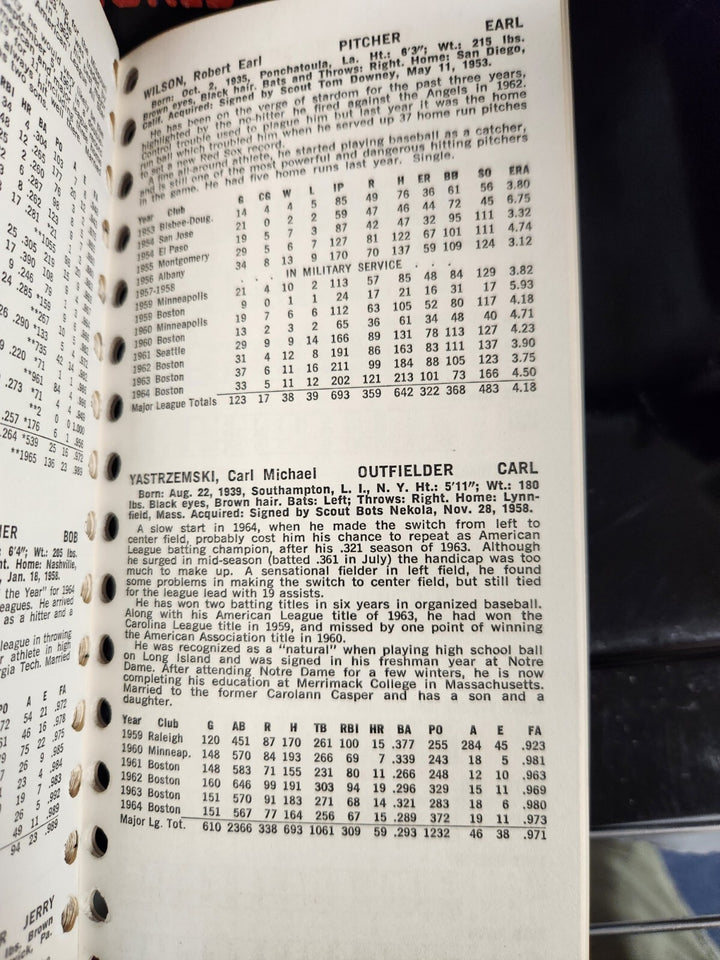 WILSON, Robert Earl PITCHER EARL
Born: Oct. 2, 1935, Ponchatoula, La. Ht.: 6'3"; Wt.: 215 lbs.
Brown eyes, Black hair. Bats and Throws: Right. Home: San Diego,
Calif. Acquired: Signed by Scout Tom Downey, May 11, 1953.
He has been on the verge of stardom for the past three years,
highlighted by the no-hitter he fired against the Angels in 1962.
Control trouble used to plague him but last year it was the home
run ball which troubled him when he served up 37 home run pitches
to set a new Red Sox record.
Fine all-around athlete, he started playing baseball as a catcher,
and is still one of the most powerful and dangerous hitting pitchers
in the game. He had five home runs last year. Single.
Year Club G CG W L IP R H ER BB SO ERA
1953 Bisbee-Doug. 14 4 4 5 85 49 76 36 61 56 3.80
1954 San Jose 21 0 2 2 59 47 46 44 72 45 6.75
1954 El Paso 19 5 7 3 87 42 47 32 95 111 3.32
1955 Montgomery 29 5 6 7 127 81 122 67 101 111 4.74
1956 Albany 34 8 13 9 170 70 137 59 109 124 3.12
1957-1958 . . . IN MILITARY SERVICE . . .
1959 Minneapolis 21 4 10 2 113 57 85 48 84 129 3.82
1959 Boston 9 0 1 1 24 17 21 16 31 17 5.93
1960 Minneapolis 19 7 6 6 112 63 105 52 80 117 4.18
1960 Boston 13 2 3 2 65 36 61 34 48 40 4.71
1961 Seattle 29 9 9 14 166 89 131 78 113 127 4.23
1962 Boston 31 4 12 8 191 86 163 83 111 137 3.90
1963 Boston 37 6 11 16 211 99 184 88 105 123 3.75
1964 Boston 33 5 11 12 202 121 213 101 73 166 4.50
Major League Totals 123 17 38 39 693 359 642 322 368 483 4.18
YASTRZEMSKI, Carl Michael OUTFIELDER CARL
Born: Aug. 22, 1939, Southampton, L. I., N. Y. Ht.: 5'11"; Wt.: 180
lbs. Black eyes, Brown hair. Bats: Left; Throws: Right. Home: Lynn-
field, Mass. Acquired: Signed by Scout Bots Nekola, Nov. 28, 1958.
A slow start in 1964, when he made the switch from left to
center field, probably cost him his chance to repeat as American
League batting champion, after his .321 season of 1963. Although
he surged in mid-season (batted .361 in July) the handicap was too
much to make up. A sensational fielder in left field, he found
some problems in making the switch to center field, but still tied
for the league lead with 19 assists.
He has won two batting titles in six years in organized baseball.
Along with his American League title of 1963, he had won the
Carolina League title in 1959, and missed by one point of winning
the American Association title in 1960.
He was recognized as a "natural" when playing high school ball
on Long Island and was signed in his freshman year at Notre
Dame. After attending Notre Dame for a few winters, he is now
completing his education at Merrimack College in Massachusetts.
Married to the former Carolann Casper and has a son and a
daughter.
Year Club G AB R H TB RBI HR BA PO A E FA
1959 Raleigh 120 451 87 170 261 100 15 .377 255 284 45 .923
1960 Minneap. 148 570 84 193 266 69 7 .339 243 18 5 .981
1961 Boston 148 583 71 155 231 80 11 .266 248 12 10 .963
1962 Boston 160 646 99 191 303 94 19 .296 329 15 11 .969
1963 Boston 151 570 91 183 271 68 14 .321 283 18 6 .980
1964 Boston 151 567 77 164 256 67 15 .289 372 19 11 .973
Major Lg. Tot. 610 2366 338 693 1061 309 59 .293 1232 46 38 .971
BOB
6'4"; Wt.: 205 lbs.
Home: Nashville,
Jan. 18, 1958.
JERRY